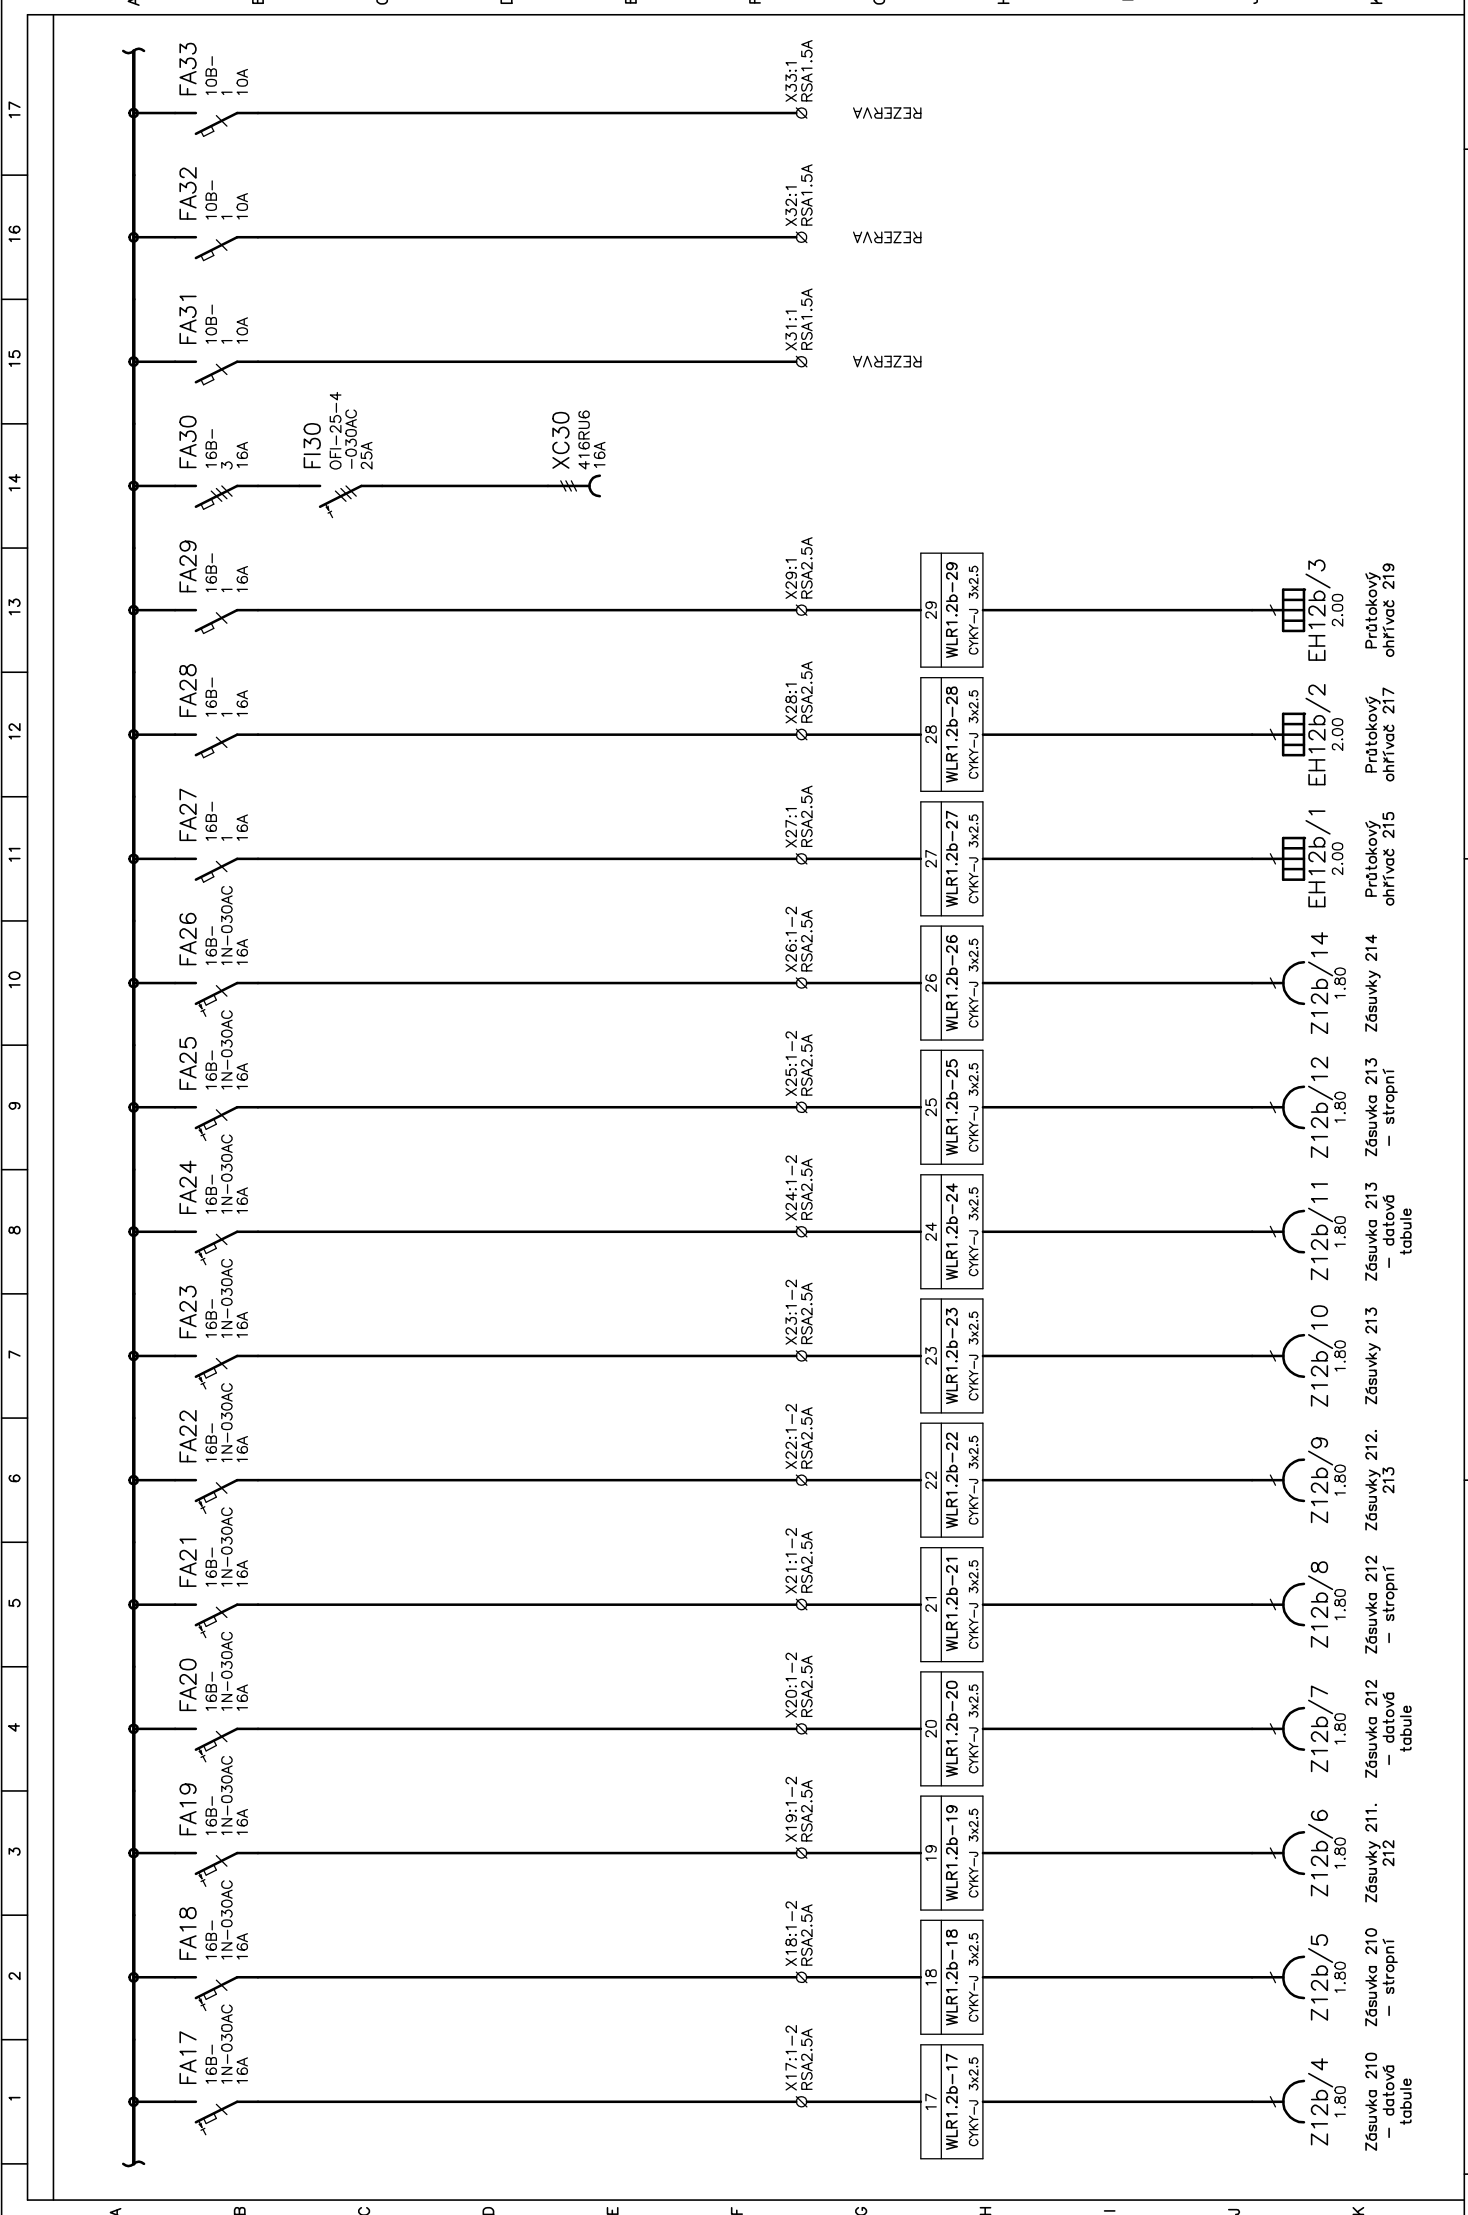 1
2
3
4
5
6
7
8
9
10
11
12
13
14
15
16
17
A
B
C
D
E
F
G
H
I
J
K
FA17
16B-
1N-030AC
16A
X17:1-2
RSA2.5A
17
WLR1.2b-17
CYKY-J 3x2.5
Z12b/4
1.80
Zásuvka 210
- datová
tabule
FA18
16B-
1N-030AC
16A
X18:1-2
RSA2.5A
18
WLR1.2b-18
CYKY-J 3x2.5
Z12b/5
1.80
Zásuvka 210
- stropní
FA19
16B-
1N-030AC
16A
X19:1-2
RSA2.5A
19
WLR1.2b-19
CYKY-J 3x2.5
Z12b/6
1.80
Zásuvky 211.
212
FA20
16B-
1N-030AC
16A
X20:1-2
RSA2.5A
20
WLR1.2b-20
CYKY-J 3x2.5
Z12b/7
1.80
Zásuvka 212
- datová
tabule
FA21
16B-
1N-030AC
16A
X21:1-2
RSA2.5A
21
WLR1.2b-21
CYKY-J 3x2.5
Z12b/8
1.80
Zásuvka 212
- stropní
FA22
16B-
1N-030AC
16A
X22:1-2
RSA2.5A
22
WLR1.2b-22
CYKY-J 3x2.5
Z12b/9
1.80
Zásuvky 212.
213
FA23
16B-
1N-030AC
16A
X23:1-2
RSA2.5A
23
WLR1.2b-23
CYKY-J 3x2.5
Z12b/10
1.80
Zásuvky 213
FA24
16B-
1N-030AC
16A
X24:1-2
RSA2.5A
24
WLR1.2b-24
CYKY-J 3x2.5
Z12b/11
1.80
Zásuvka 213
- datová
tabule
FA25
16B-
1N-030AC
16A
X25:1-2
RSA2.5A
25
WLR1.2b-25
CYKY-J 3x2.5
Z12b/12
1.80
Zásuvka 213
- stropní
FA26
16B-
1N-030AC
16A
X26:1-2
RSA2.5A
26
WLR1.2b-26
CYKY-J 3x2.5
Z12b/14
1.80
Zásuvky 214
FA27
16B-
1
16A
X27:1
RSA2.5A
27
WLR1.2b-27
CYKY-J 3x2.5
EH12b/1
2.00
Průtokový
ohřívač 215
FA28
16B-
1
16A
X28:1
RSA2.5A
28
WLR1.2b-28
CYKY-J 3x2.5
EH12b/2
2.00
Průtokový
ohřívač 217
FA29
16B-
1
16A
X29:1
RSA2.5A
29
WLR1.2b-29
CYKY-J 3x2.5
EH12b/3
2.00
Průtokový
ohřívač 219
FA30
16B-
3
16A
FI30
OFI-25-4
-030AC
25A
XC30
416RU6
16A
FA31
10B-
1
10A
X31:1
RSA1.5A
REZERVA
FA32
10B-
1
10A
X32:1
RSA1.5A
REZERVA
FA33
10B-
1
10A
X33:1
RSA1.5A
REZERVA